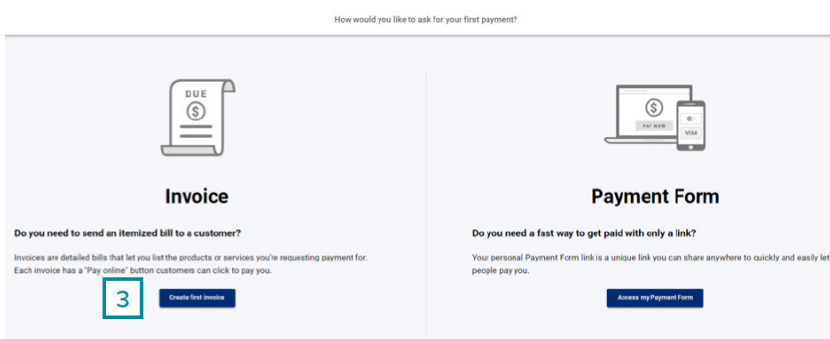 How would you like to ask for your first payment?
DUE
$
Invoice
Do you need to send an itemized bill to a customer?
Invoices are detailed bills that let you list the products or services you're requesting payment for.
Each invoice has a "Pay online" button customers can click to pay you.
3
Create first invoice
$
PAY NOW
VISA
Payment Form
Do you need a fast way to get paid with only a link?
Your personal Payment Form link is a unique link you can share anywhere to quickly and easily let
people pay you.
Access my Payment Form